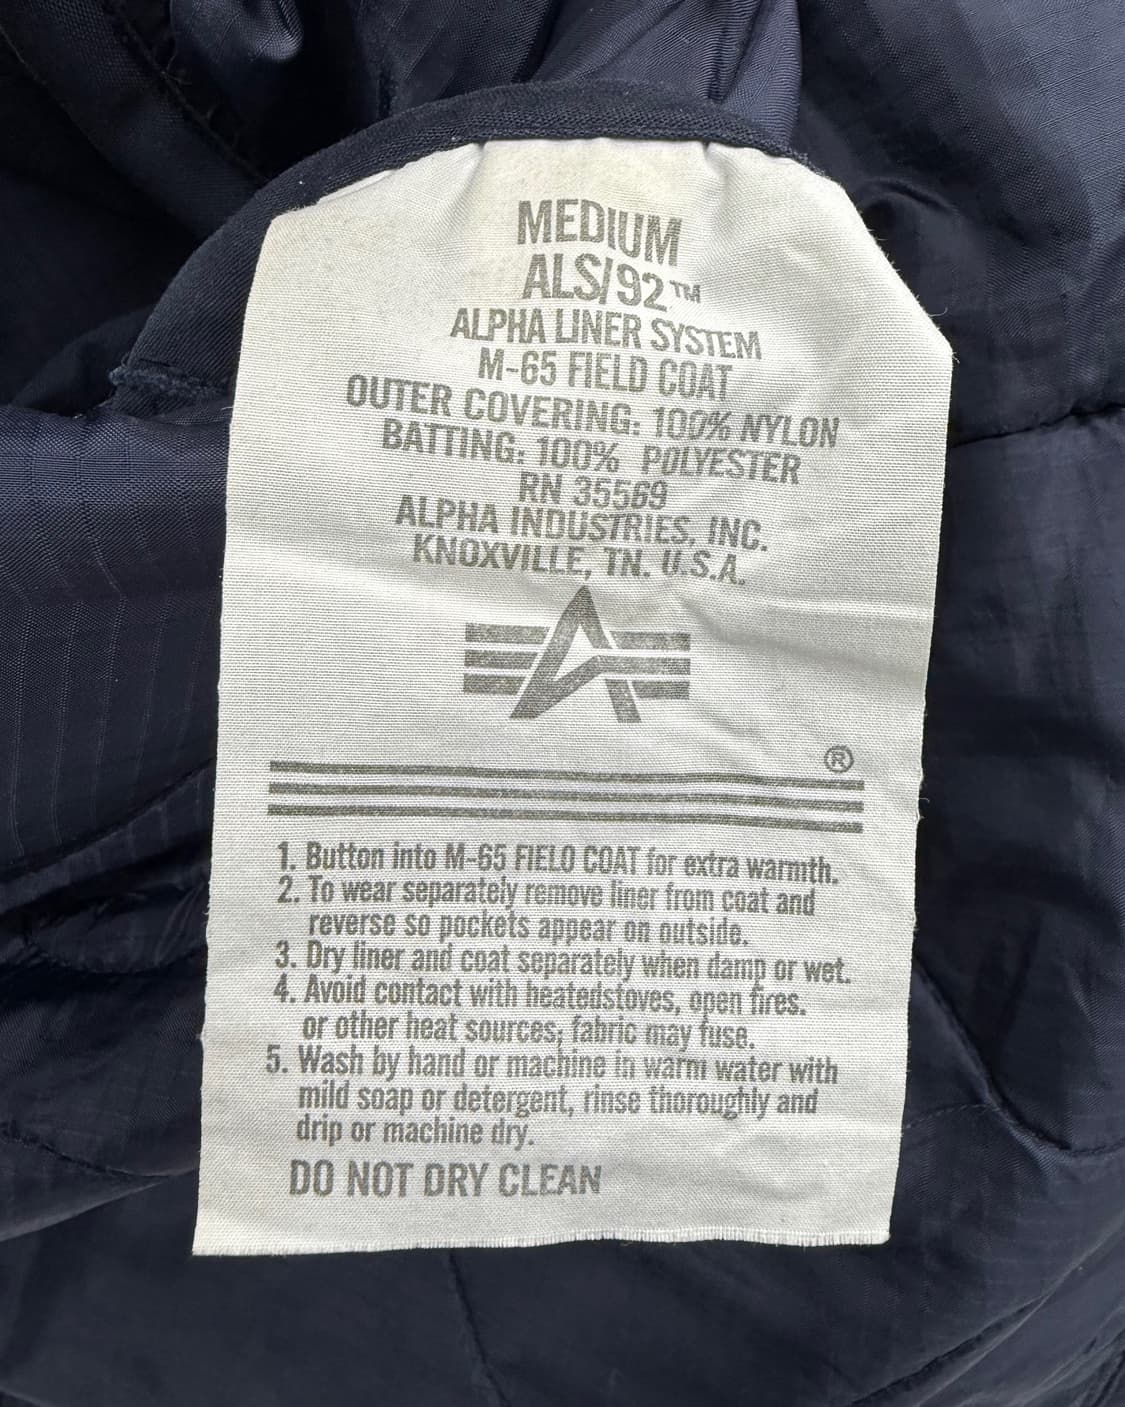 MEDIUM
ALS/92™
ALPHA LINER SYSTEM
M-65 FIELD COAT
OUTER COVERING: 100% NYLON
BATTING: 100% POLYESTER
RN 35569
ALPHA INDUSTRIES, INC.
KNOXVILLE, TN. U.S.A.
®
1. Button into M-65 FIELD COAT for extra warmth.
2. To wear separately remove liner from coat and
reverse so pockets appear on outside.
3. Dry liner and coat separately when damp or wet.
4. Avoid contact with heatedstoves, open fires.
or other heat sources; fabric may fuse.
5. Wash by hand or machine in warm water with
mild soap or detergent, rinse thoroughly and
drip or machine dry.
DO NOT DRY CLEAN